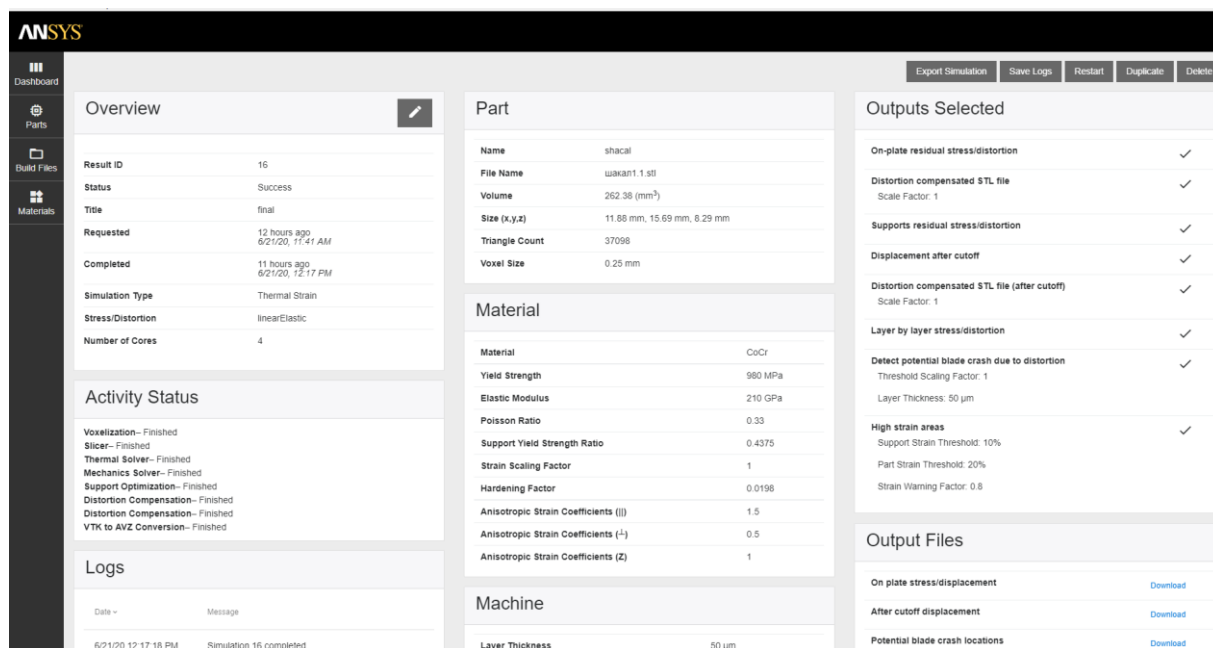 ANSYS
Dashboard
Parts
Build Files
Materials
Export Simulation
Save Logs
Restart
Duplicate
Delete
Overview
Result ID 16
Status Success
Title final
Requested 12 hours ago
6/21/20, 11:41 AM
Completed 11 hours ago
6/21/20, 12:17 PM
Simulation Type Thermal Strain
Stress/Distortion linearElastic
Number of Cores 4
Activity Status
Voxelization– Finished
Slicer– Finished
Thermal Solver– Finished
Mechanics Solver– Finished
Support Optimization– Finished
Distortion Compensation– Finished
Distortion Compensation– Finished
VTK to AVZ Conversion– Finished
Logs
Date Message
6/21/20 12:17:18 PM Simulation 16 completed
Part
Name shacal
File Name шакал1.1.stl
Volume 262.38 (mm³)
Size (x,y,z) 11.88 mm, 15.69 mm, 8.29 mm
Triangle Count 37098
Voxel Size 0.25 mm
Material
Material CoCr
Yield Strength 980 MPa
Elastic Modulus 210 GPa
Poisson Ratio 0.33
Support Yield Strength Ratio 0.4375
Strain Scaling Factor 1
Hardening Factor 0.0198
Anisotropic Strain Coefficients (||) 1.5
Anisotropic Strain Coefficients (⊥) 0.5
Anisotropic Strain Coefficients (Z) 1
Machine
Layer Thickness 50 µm
Outputs Selected
On-plate residual stress/distortion
Distortion compensated STL file
Scale Factor: 1
Supports residual stress/distortion
Displacement after cutoff
Distortion compensated STL file (after cutoff)
Scale Factor: 1
Layer by layer stress/distortion
Detect potential blade crash due to distortion
Threshold Scaling Factor: 1
Layer Thickness: 50 µm
High strain areas
Support Strain Threshold: 10%
Part Strain Threshold: 20%
Strain Warning Factor: 0.8
Output Files
On plate stress/displacement Download
After cutoff displacement Download
Potential blade crash locations Download